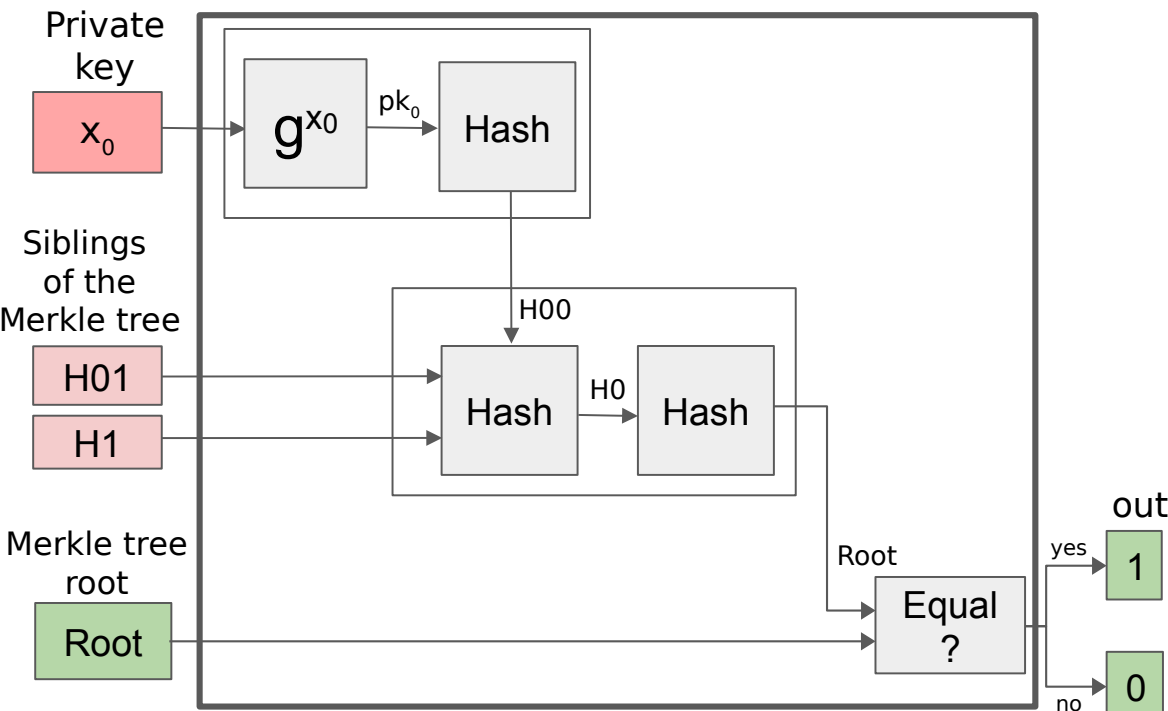 Private
key
x₀
gˣ⁰
pk₀
Hash
Siblings
of the
Merkle tree
H00
H01
H1
Hash
H0
Hash
Merkle tree
root
Root
Root
Equal
?
out
yes
1
no
0